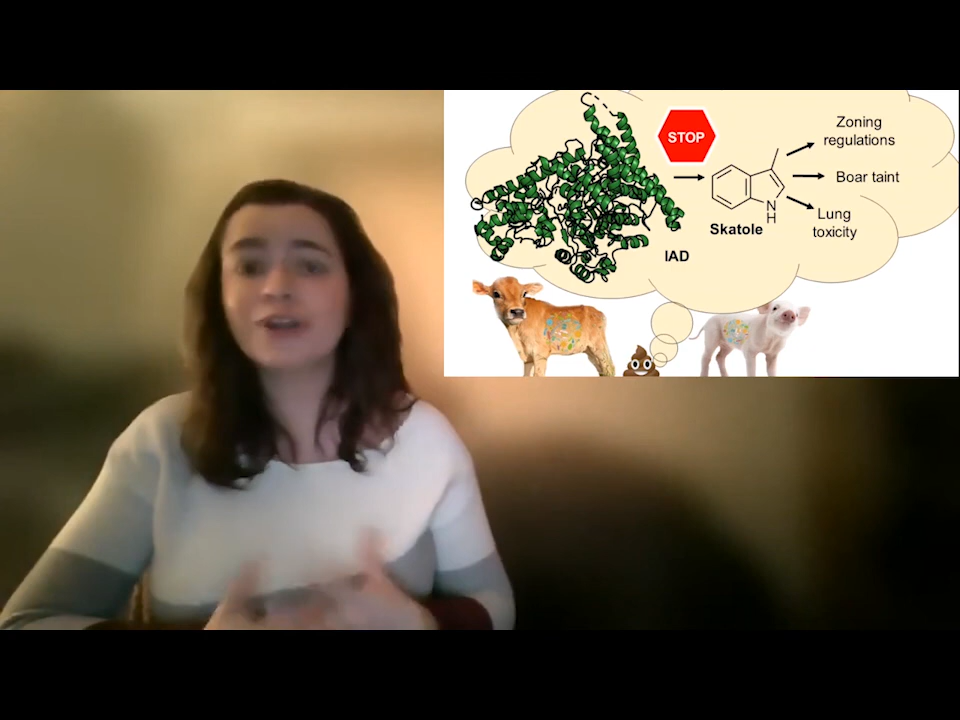 STOP
Zoning
regulations
Boar taint
Lung
toxicity
N
H
Skatole
IAD